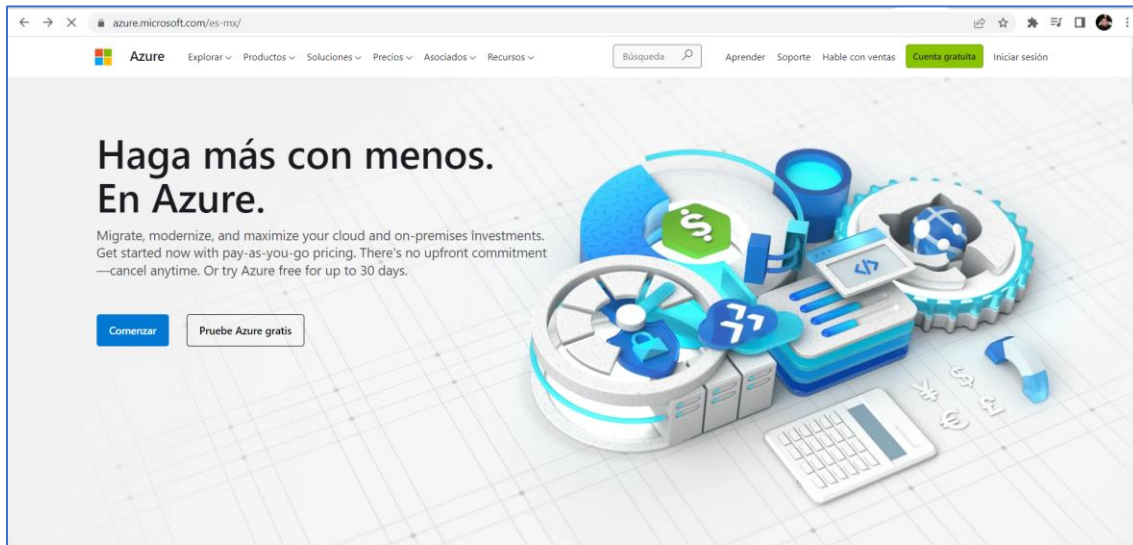 azure.microsoft.com/es-mx/
Azure Explorar Productos Soluciones Precios Asociados Recursos Búsqueda Aprender Soporte Hable con ventas Cuenta gratuita Iniciar sesión
Haga más con menos.
En Azure.
Migrate, modernize, and maximize your cloud and on-premises investments.
Get started now with pay-as-you-go pricing. There's no upfront commitment
—cancel anytime. Or try Azure free for up to 30 days.
Comenzar Pruebe Azure gratis
$
</>
¥ $ € £